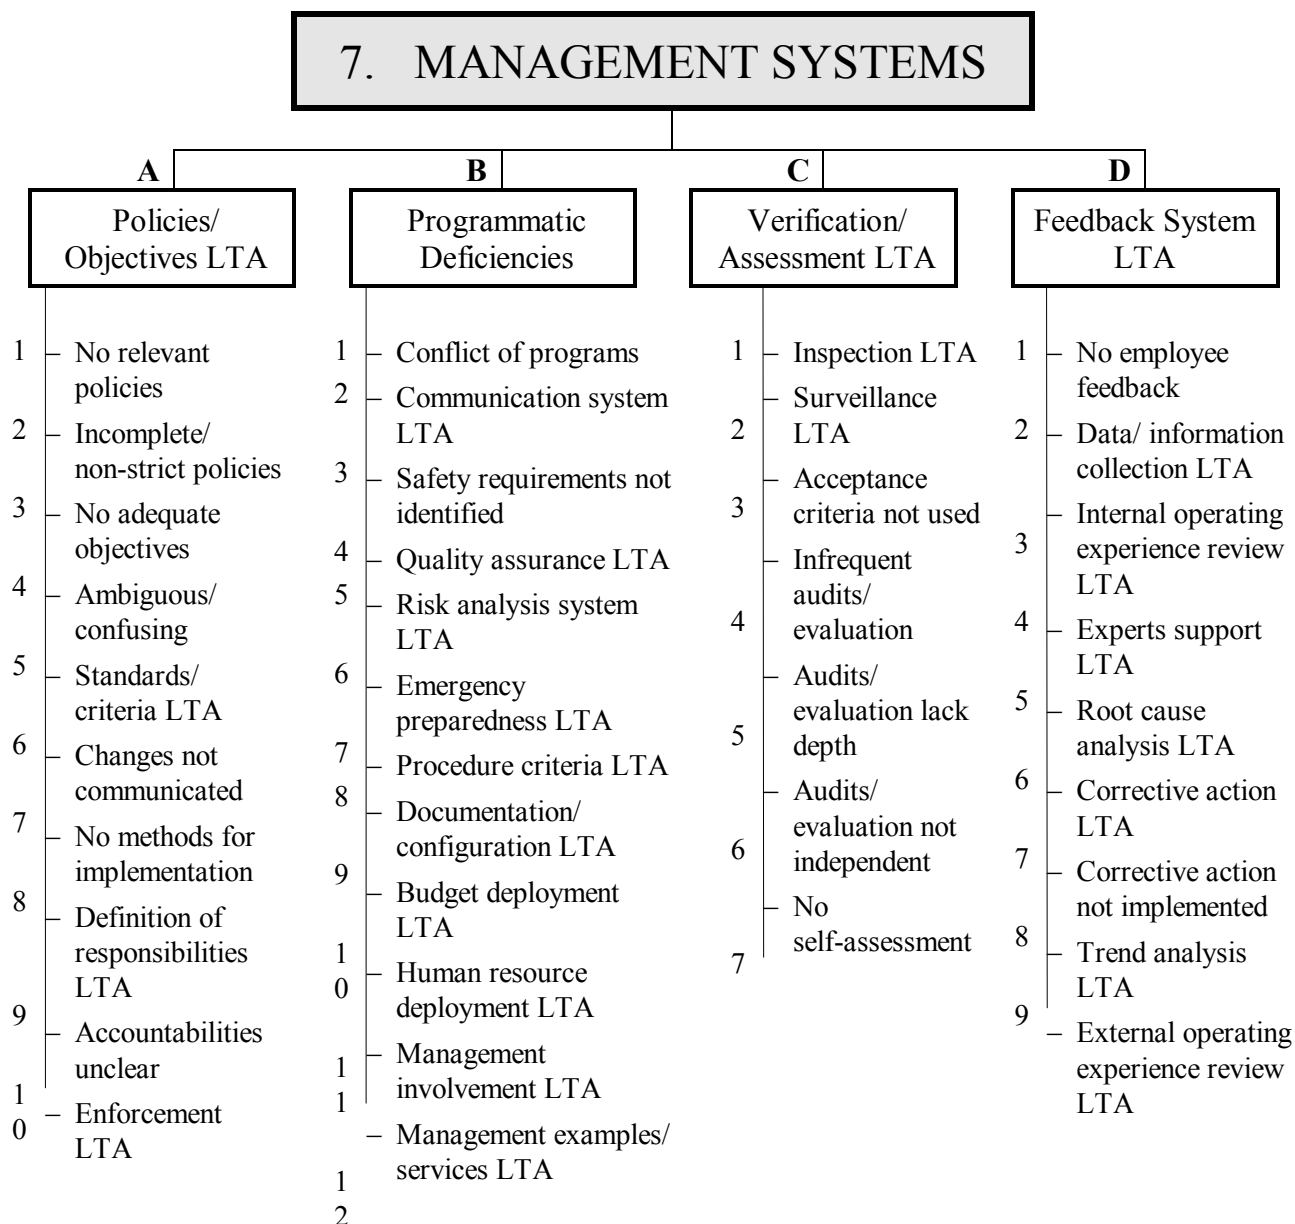 7. MANAGEMENT SYSTEMS
A
Policies/
Objectives LTA
1 – No relevant
policies
2 – Incomplete/
non-strict policies
3 – No adequate
objectives
4 – Ambiguous/
confusing
5 – Standards/
criteria LTA
6 – Changes not
communicated
7 – No methods for
implementation
8 – Definition of
responsibilities
LTA
9 – Accountabilities
unclear
1
0 – Enforcement
LTA
B
Programmatic
Deficiencies
1 – Conflict of programs
2 – Communication system
LTA
3 – Safety requirements not
identified
4 – Quality assurance LTA
5 – Risk analysis system
LTA
6 – Emergency
preparedness LTA
7 – Procedure criteria LTA
8 – Documentation/
configuration LTA
9 – Budget deployment
LTA
1
0 – Human resource
deployment LTA
1
1 – Management
involvement LTA
1
2 – Management examples/
services LTA
C
Verification/
Assessment LTA
1 – Inspection LTA
2 – Surveillance
LTA
3 – Acceptance
criteria not used
4 – Infrequent
audits/
evaluation
5 – Audits/
evaluation lack
depth
6 – Audits/
evaluation not
independent
7 – No
self-assessment
D
Feedback System
LTA
1 – No employee
feedback
2 – Data/ information
collection LTA
3 – Internal operating
experience review
LTA
4 – Experts support
LTA
5 – Root cause
analysis LTA
6 – Corrective action
LTA
7 – Corrective action
not implemented
8 – Trend analysis
LTA
9 – External operating
experience review
LTA